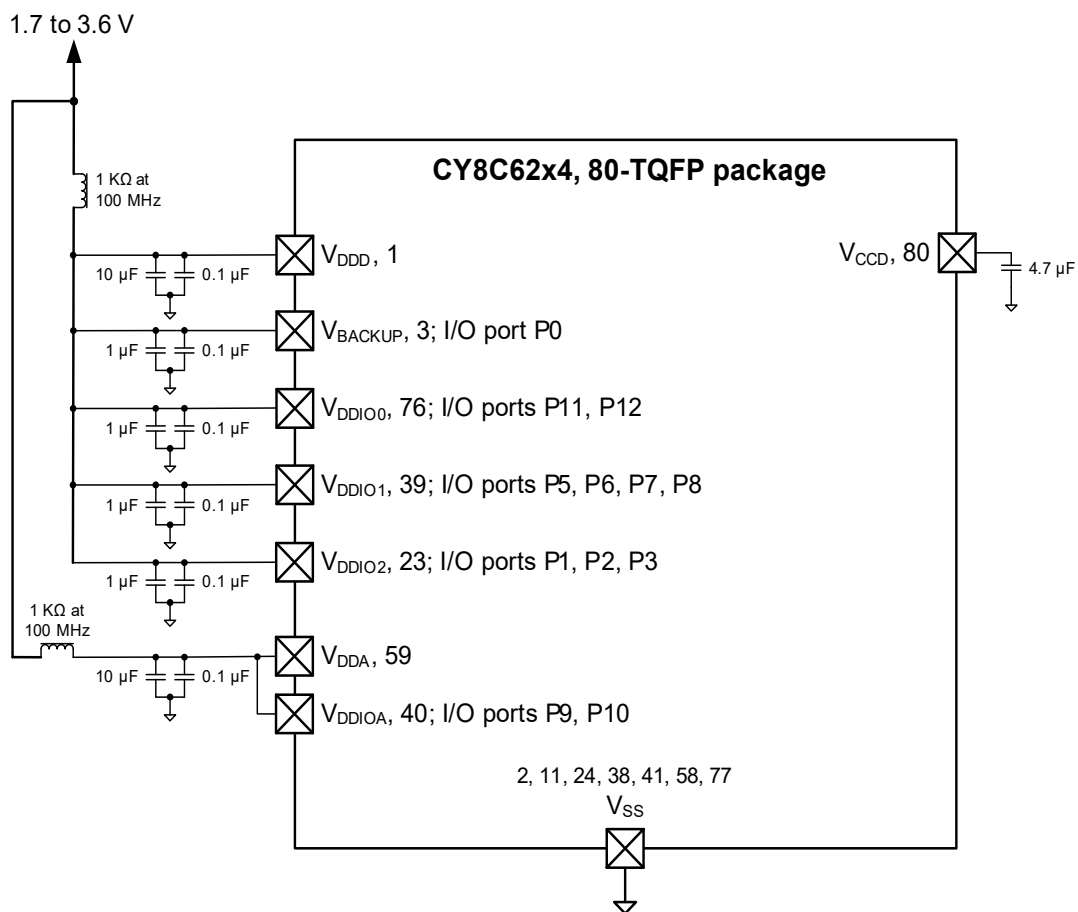 1.7 to 3.6 V
1 KΩ at
100 MHz
CY8C62x4, 80-TQFP package
10 µF
0.1 µF
VDDD, 1
VCCD, 80
4.7 µF
1 µF
0.1 µF
VBACKUP, 3; I/O port P0
1 µF
0.1 µF
VDDIO0, 76; I/O ports P11, P12
1 µF
0.1 µF
VDDIO1, 39; I/O ports P5, P6, P7, P8
1 µF
0.1 µF
VDDIO2, 23; I/O ports P1, P2, P3
1 KΩ at
100 MHz
10 µF
0.1 µF
VDDA, 59
VDDIOA, 40; I/O ports P9, P10
2, 11, 24, 38, 41, 58, 77
VSS